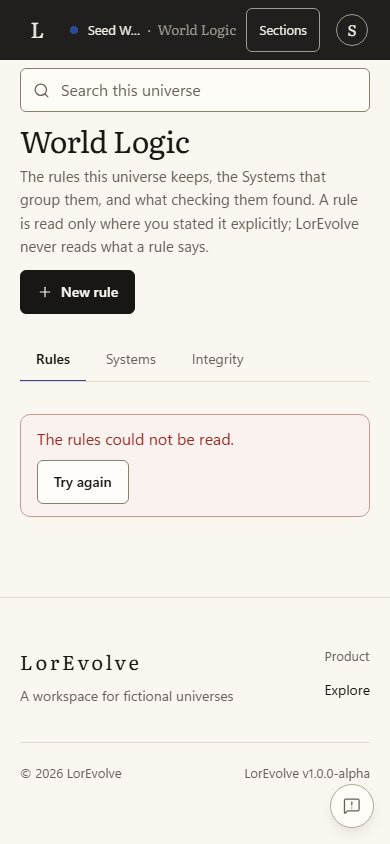 L
Seed W... · World Logic
Sections
S
Search this universe
World Logic
The rules this universe keeps, the Systems that
group them, and what checking them found. A rule
is read only where you stated it explicitly; LorEvolve
never reads what a rule says.
+ New rule
Rules
Systems
Integrity
The rules could not be read.
Try again
LorEvolve
A workspace for fictional universes
Product
Explore
© 2026 LorEvolve
LorEvolve v1.0.0-alpha